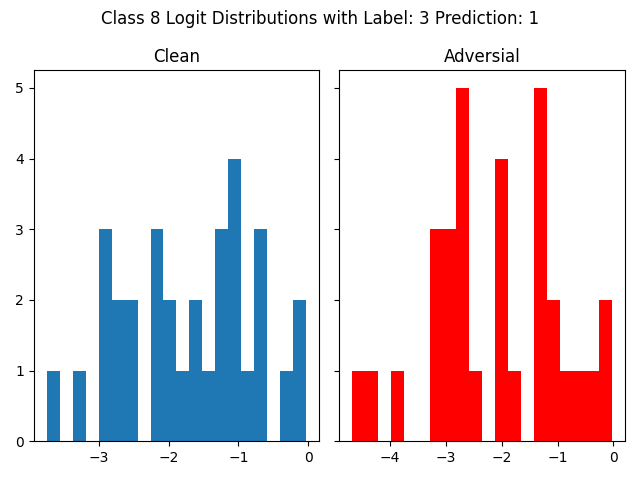 Class 8 Logit Distributions with Label: 3 Prediction: 1
Clean
Adversial
5
4
3
2
1
0
−3 −2 −1 0
−4 −3 −2 −1 0